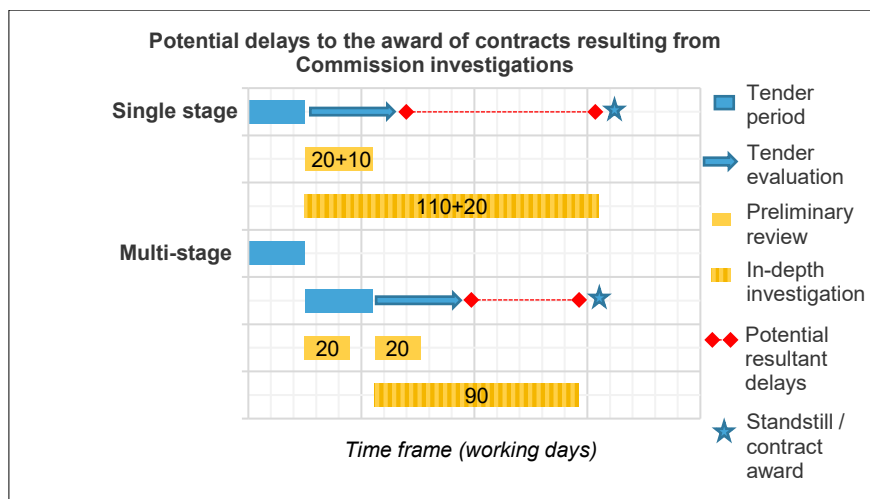 Potential delays to the award of contracts resulting from
Commission investigations
Single stage
20+10
110+20
Multi-stage
20
20
90
Time frame (working days)
Tender
period
Tender
evaluation
Preliminary
review
In-depth
investigation
Potential
resultant
delays
Standstill /
contract
award